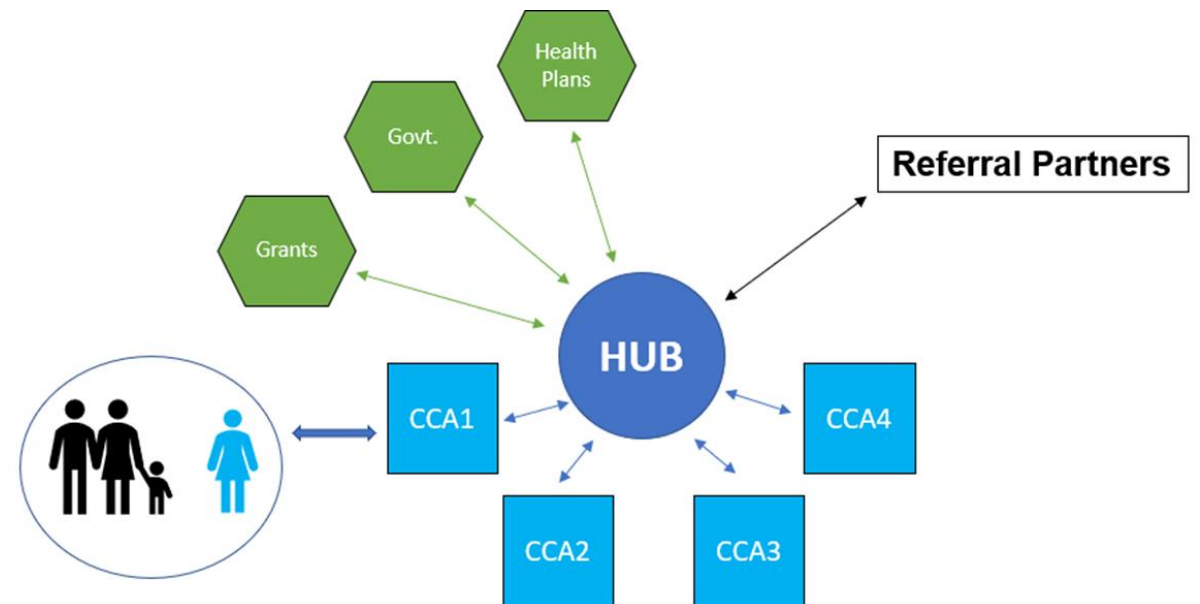 Health
Plans
Govt.
Referral Partners
Grants
HUB
CCA1
CCA4
CCA2
CCA3